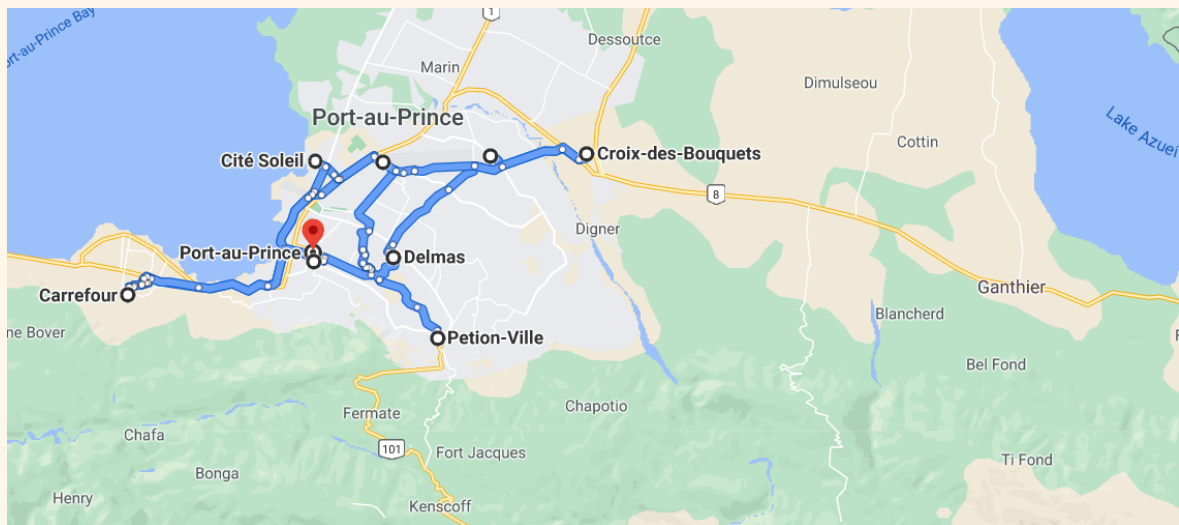 1
Dessoutce
ort-au-Prince Bay
Marin
Dimulseou
Port-au-Prince
Lake Azuei
Cottin
Cité Soleil
Croix-des-Bouquets
8
Digner
Port-au-Prince
Delmas
Ganthier
Carrefour
Blancherd
ne Bover
Petion-Ville
Bel Fond
Fermate
Chapotio
Chafa
101
Fort Jacques
Ti Fond
Bonga
Henry
Kenscoff